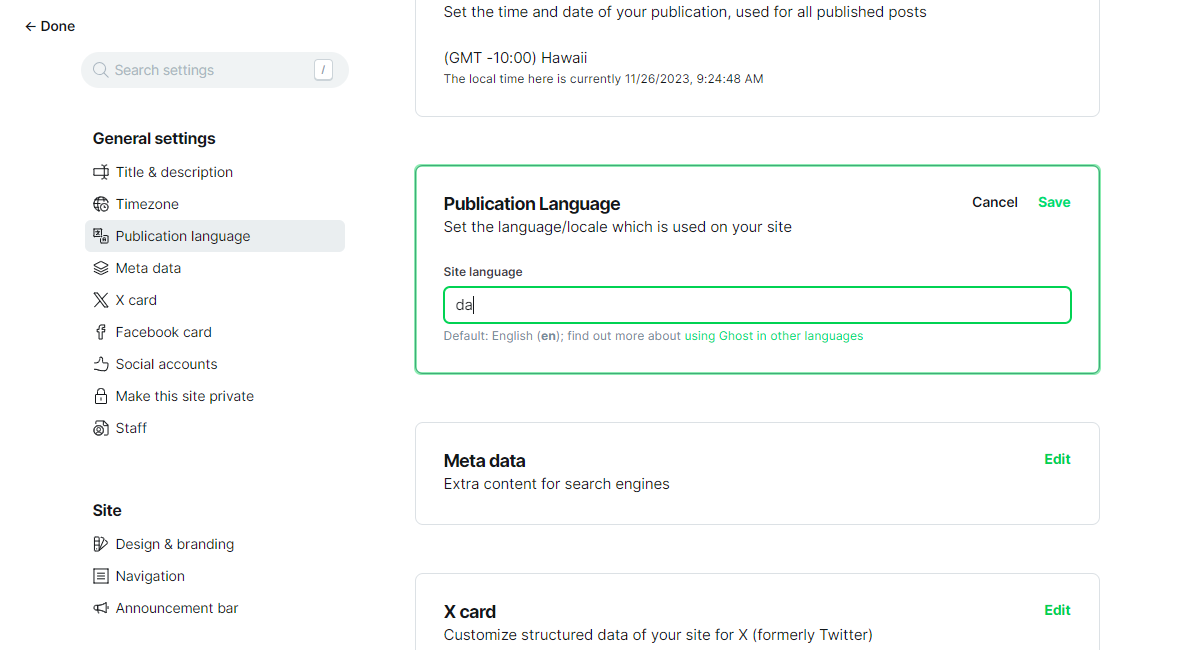 Done
Search settings /
General settings
Title & description
Timezone
Publication language
Meta data
X card
Facebook card
Social accounts
Make this site private
Staff
Site
Design & branding
Navigation
Announcement bar
Set the time and date of your publication, used for all published posts
(GMT -10:00) Hawaii
The local time here is currently 11/26/2023, 9:24:48 AM
Publication Language
Cancel Save
Set the language/locale which is used on your site
Site language
da
Default: English (en); find out more about using Ghost in other languages
Meta data
Edit
Extra content for search engines
X card
Edit
Customize structured data of your site for X (formerly Twitter)